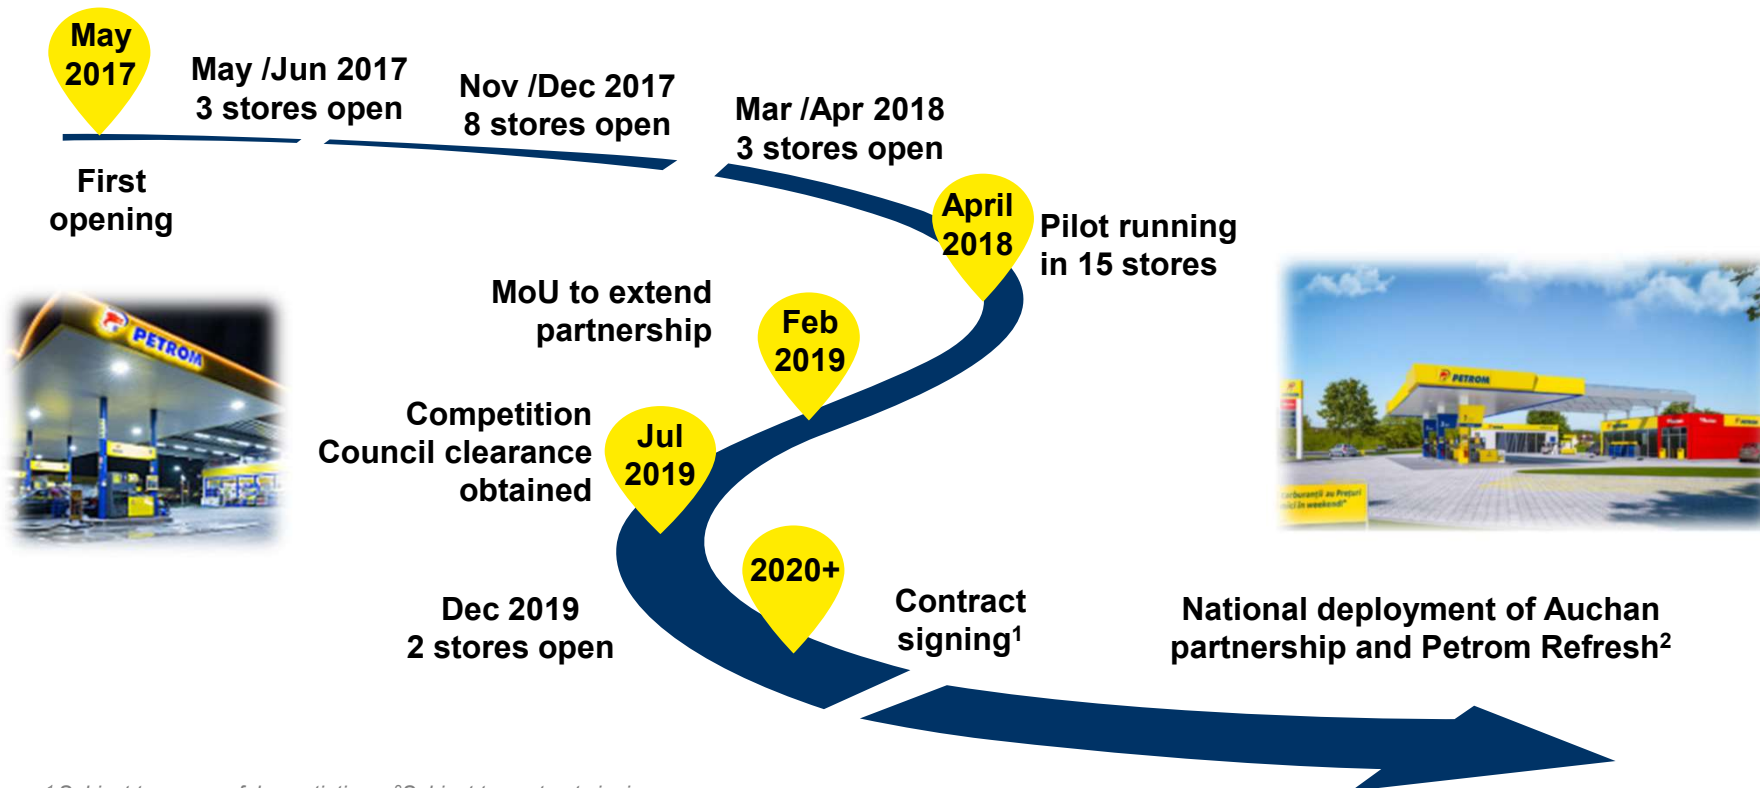 May
2017
May /Jun 2017
3 stores open
Nov /Dec 2017
8 stores open
Mar /Apr 2018
3 stores open
First
opening
April
2018
Pilot running
in 15 stores
MoU to extend
partnership
Feb
2019
PETROM
PETROM
Competition
Council clearance
obtained
Jul
2019
2020+
Dec 2019
2 stores open
Contract
signing¹
National deployment of Auchan
partnership and Petrom Refresh²